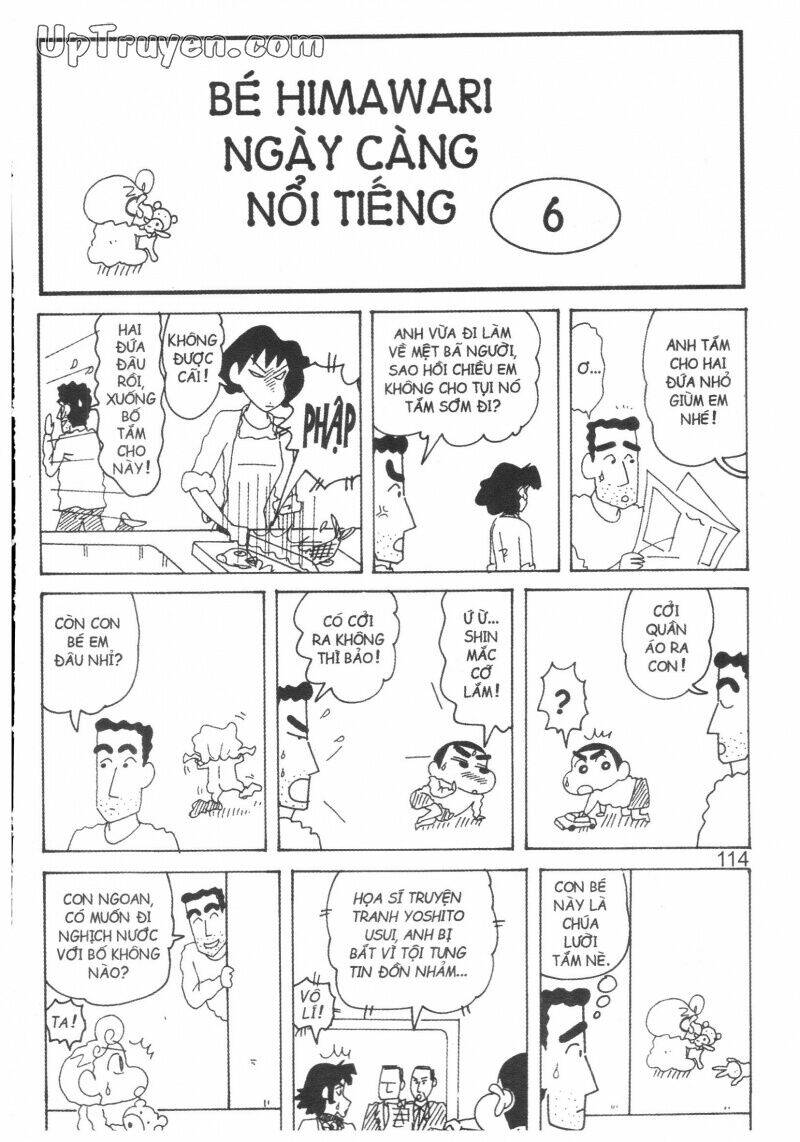 UpTruyen.com
BÉ HIMAWARI
NGÀY CÀNG
NỔI TIẾNG
6
ANH TẮM
CHO HAI
ĐỨA NHỎ
GIÙM EM
NHÉ!
Ơ...
ANH VỪA ĐI LÀM
VỀ MỆT BÃ NGƯỜI,
SAO HỒI CHIỀU EM
KHÔNG CHO TỤI NÓ
TẮM SỚM ĐI?
KHÔNG
ĐƯỢC
CÃI!
PHẬP
HAI
ĐỨA
ĐÂU
RỒI,
XUỐNG
BỐ
TẮM
CHO
NÀY!
CỞI
QUẦN
ÁO RA
CON!
?
Ứ Ừ...
SHIN
MẮC
CỠ
LẮM!
CÓ CỞI
RA KHÔNG
THÌ BẢO!
CÒN CON
BÉ EM
ĐÂU NHỈ?
114
CON BÉ
NÀY LÀ
CHÚA
LƯỜI
TẮM NÈ.
HỌA SĨ TRUYỆN
TRANH YOSHITO
USUI, ANH BỊ
BẮT VÌ TỘI TUNG
TIN ĐỒN NHẢM...
VÔ
LÍ!
CON NGOAN,
CÓ MUỐN ĐI
NGHỊCH NƯỚC
VỚI BỐ KHÔNG
NÀO?
TA!